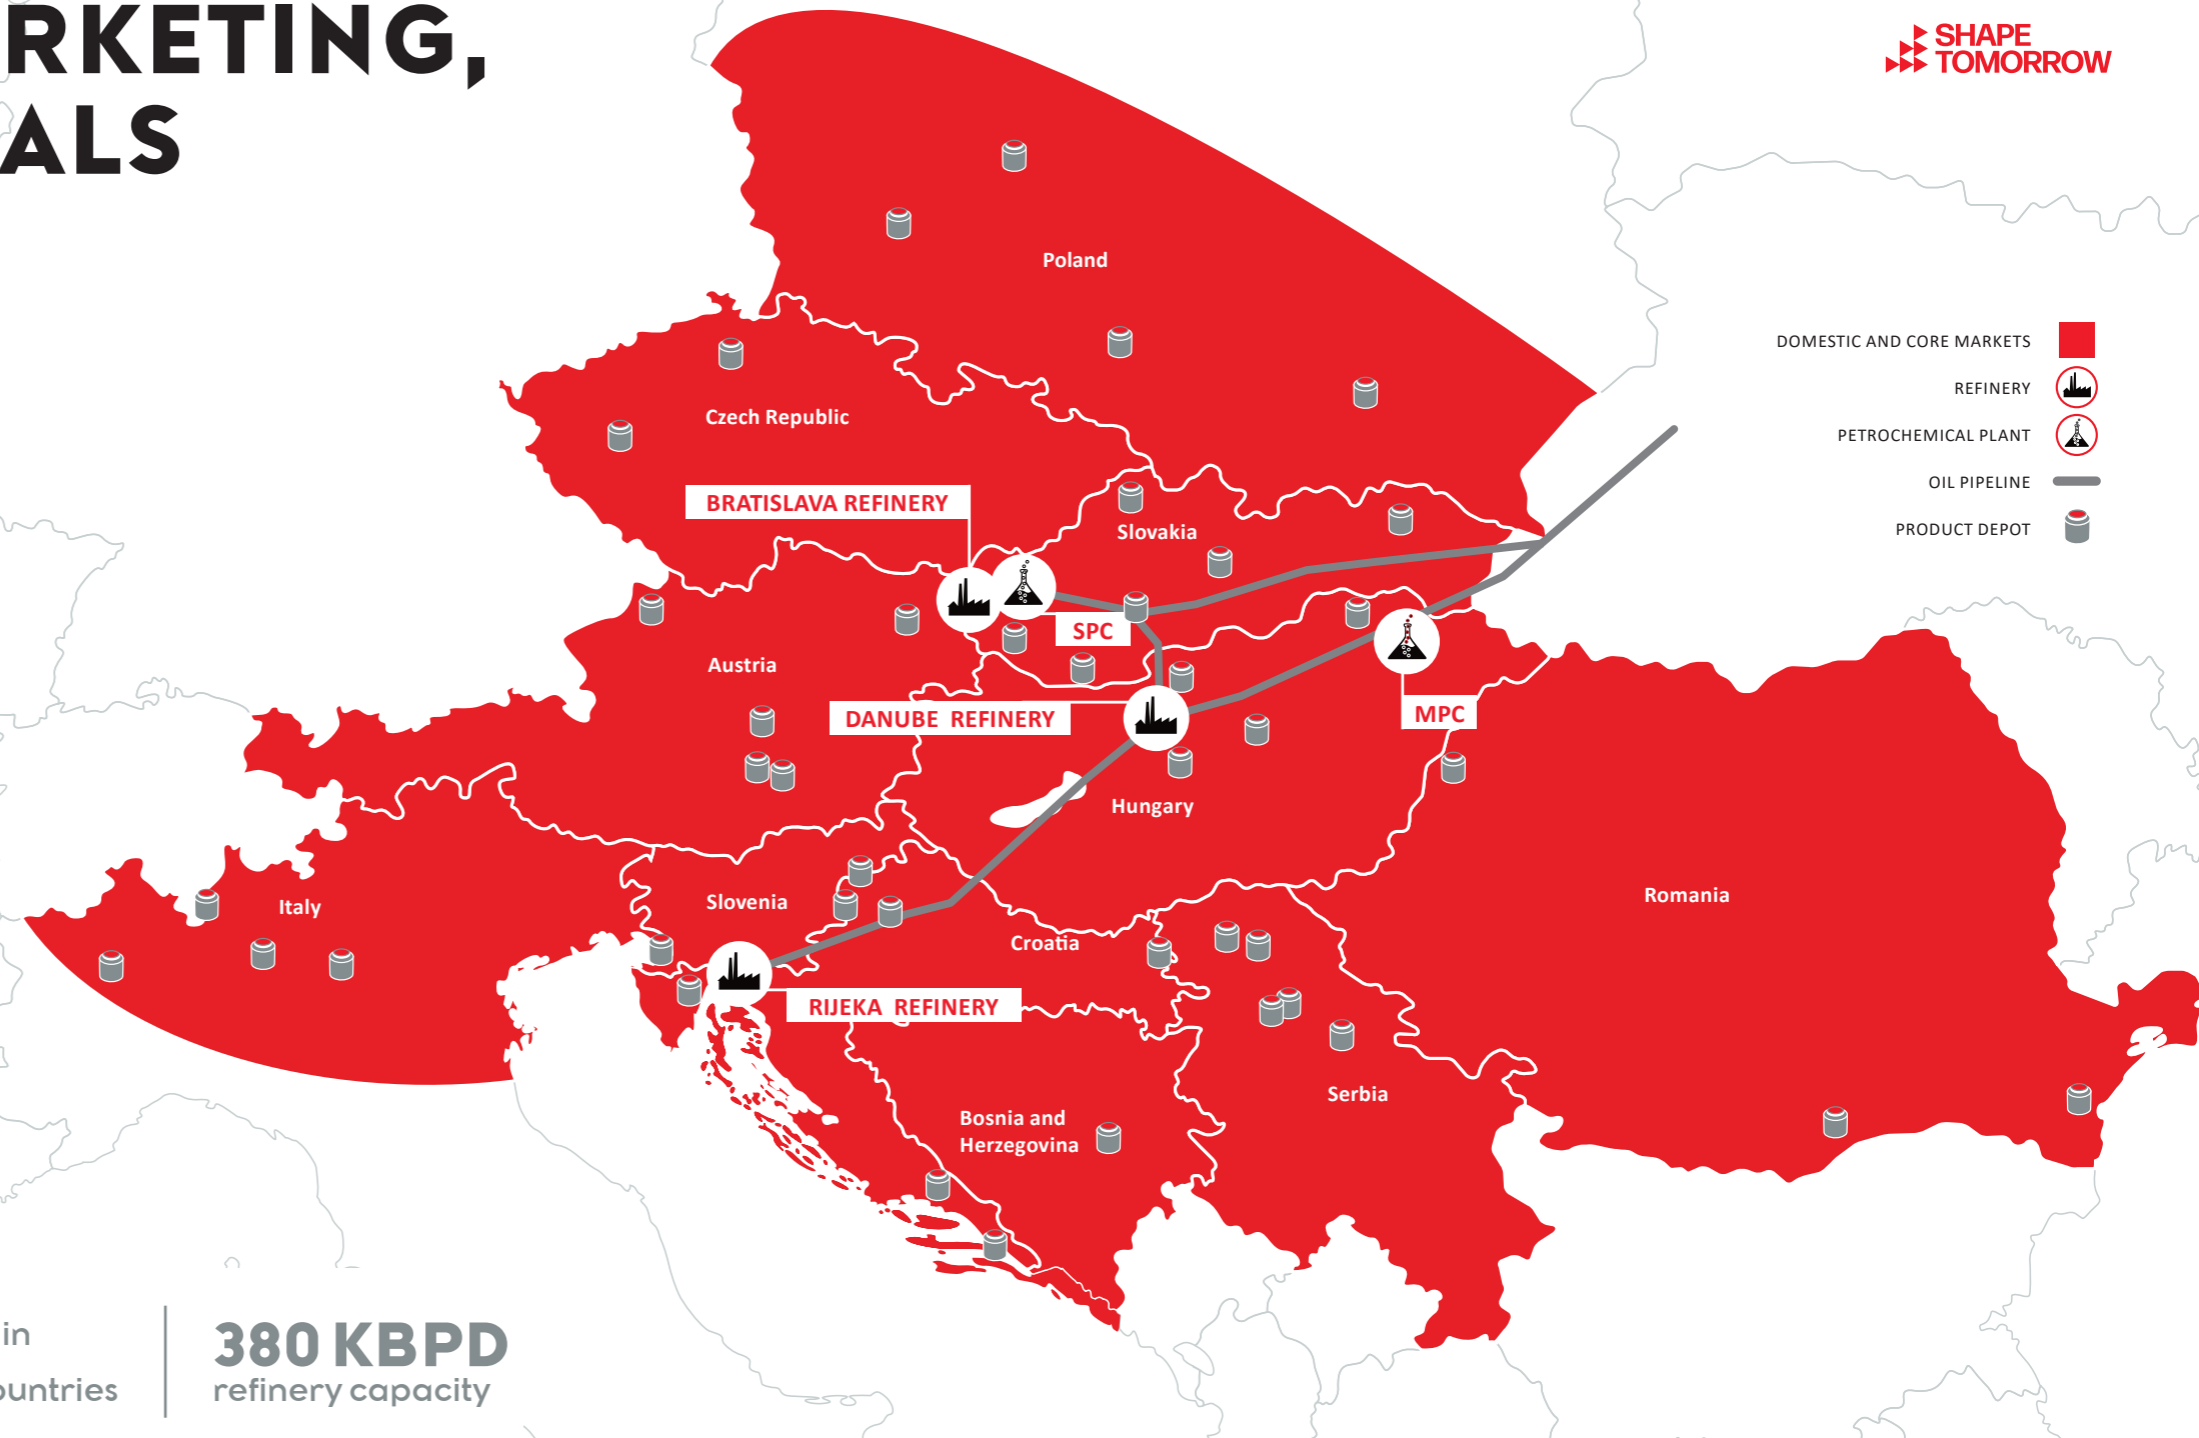 RKETING,
ALS
SHAPE
TOMORROW
Poland
DOMESTIC AND CORE MARKETS
REFINERY
PETROCHEMICAL PLANT
OIL PIPELINE
PRODUCT DEPOT
Czech Republic
BRATISLAVA REFINERY
Slovakia
SPC
Austria
DANUBE REFINERY
MPC
Hungary
Romania
Slovenia
Italy
Croatia
RIJEKA REFINERY
Serbia
Bosnia and
Herzegovina
in
ountries
380 KBPD
refinery capacity